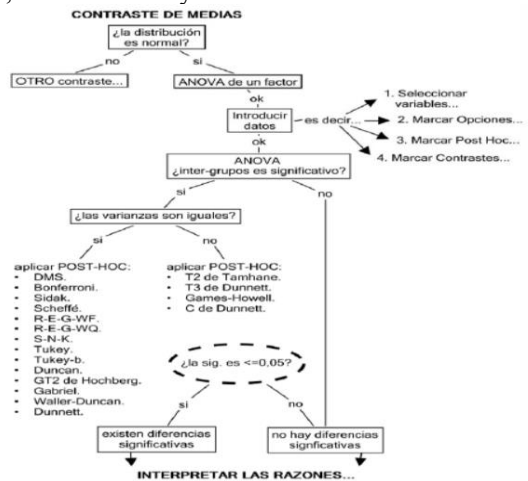 CONTRASTE DE MEDIAS
¿la distribución
es normal?
no
si
OTRO contraste...
ANOVA de un factor
ok
Introducir
datos
es decir...
1. Seleccionar
variables...
2. Marcar Opciones...
3. Marcar Post Hoc...
4. Marcar Contrastes...
ok
ANOVA
¿inter-grupos es significativo?
si
no
¿las varianzas son iguales?
si
no
aplicar POST-HOC:
• DMS.
• Bonferroni.
• Sidak.
• Scheffé.
• R-E-G-WF.
• R-E-G-WQ.
• S-N-K.
• Tukey.
• Tukey-b.
• Duncan.
• GT2 de Hochberg.
• Gabriel.
• Waller-Duncan.
• Dunnett.
aplicar POST-HOC:
• T2 de Tamhane.
• T3 de Dunnett.
• Games-Howell.
• C de Dunnett.
¿la sig. es <=0,05?
si
no
existen diferencias
signficativas
no hay diferencias
signficativas
INTERPRETAR LAS RAZONES...